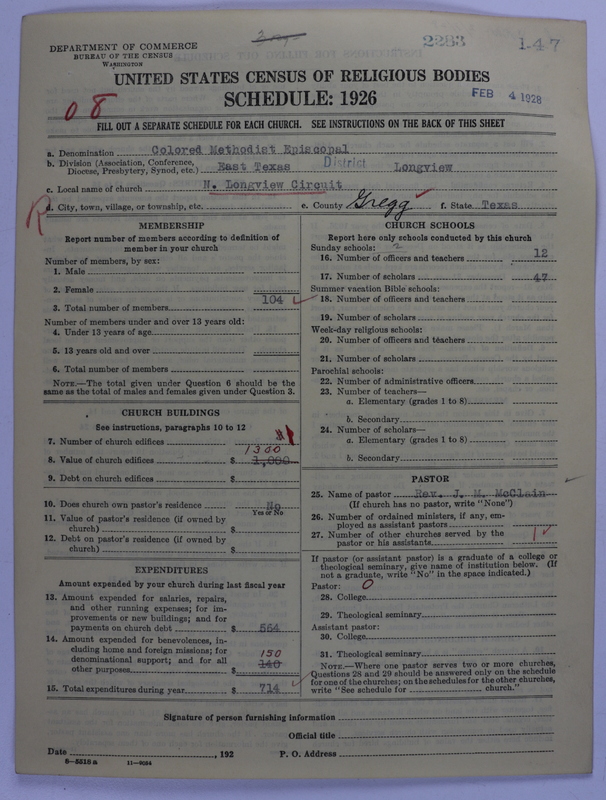 2283
1-47
DEPARTMENT OF COMMERCE
BUREAU OF THE CENSUS
WASHINGTON
UNITED STATES CENSUS OF RELIGIOUS BODIES
SCHEDULE: 1926
FEB 4 1928
08
FILL OUT A SEPARATE SCHEDULE FOR EACH CHURCH. SEE INSTRUCTIONS ON THE BACK OF THIS SHEET
a. Denomination Colored Methodist Episcopal
b. Division (Association, Conference, Diocese, Presbytery, Synod, etc.) East Texas District Longview
c. Local name of church N. Longview Circuit
R
d. City, town, village, or township, etc. e. County Gregg f. State Texas
MEMBERSHIP
Report number of members according to definition of
member in your church
Number of members, by sex:
1. Male
2. Female
3. Total number of members 104
Number of members under and over 13 years old:
4. Under 13 years of age
5. 13 years old and over
6. Total number of members
NOTE.—The total given under Question 6 should be the
same as the total of males and females given under Question 3.
CHURCH BUILDINGS
See instructions, paragraphs 10 to 12
7. Number of church edifices 1
1300
8. Value of church edifices $ 1,000
9. Debt on church edifices $
10. Does church own pastor's residence No
Yes or No
11. Value of pastor's residence (if owned by
church) $
12. Debt on pastor's residence (if owned by
church) $
EXPENDITURES
Amount expended by your church during last fiscal year
13. Amount expended for salaries, repairs,
and other running expenses; for im-
provements or new buildings; and for
payments on church debt $ 564
14. Amount expended for benevolences, in-
cluding home and foreign missions; for
denominational support; and for all 150
other purposes $ 140
15. Total expenditures during year $ 714
CHURCH SCHOOLS
Report here only schools conducted by this church
Sunday schools: 2
16. Number of officers and teachers 12
17. Number of scholars 47
Summer vacation Bible schools:
18. Number of officers and teachers
19. Number of scholars
Week-day religious schools:
20. Number of officers and teachers
21. Number of scholars
Parochial schools:
22. Number of administrative officers
23. Number of teachers—
a. Elementary (grades 1 to 8)
b. Secondary
24. Number of scholars—
a. Elementary (grades 1 to 8)
b. Secondary
PASTOR
25. Name of pastor Rev. J. M. McClain
(If church has no pastor, write "None")
26. Number of ordained ministers, if any, em-
ployed as assistant pastors
27. Number of other churches served by the
pastor or his assistants 1
If pastor (or assistant pastor) is a graduate of a college or
theological seminary, give name of institution below. (If
not a graduate, write "No" in the space indicated.)
Pastor: 0
28. College
29. Theological seminary
Assistant pastor:
30. College
31. Theological seminary
NOTE.—Where one pastor serves two or more churches,
Questions 28 and 29 should be answered only on the schedule
for one of the churches; on the schedules for the other churches,
write "See schedule for church."
Signature of person furnishing information
Official title
Date , 192 P. O. Address
8-5518a 11-9054